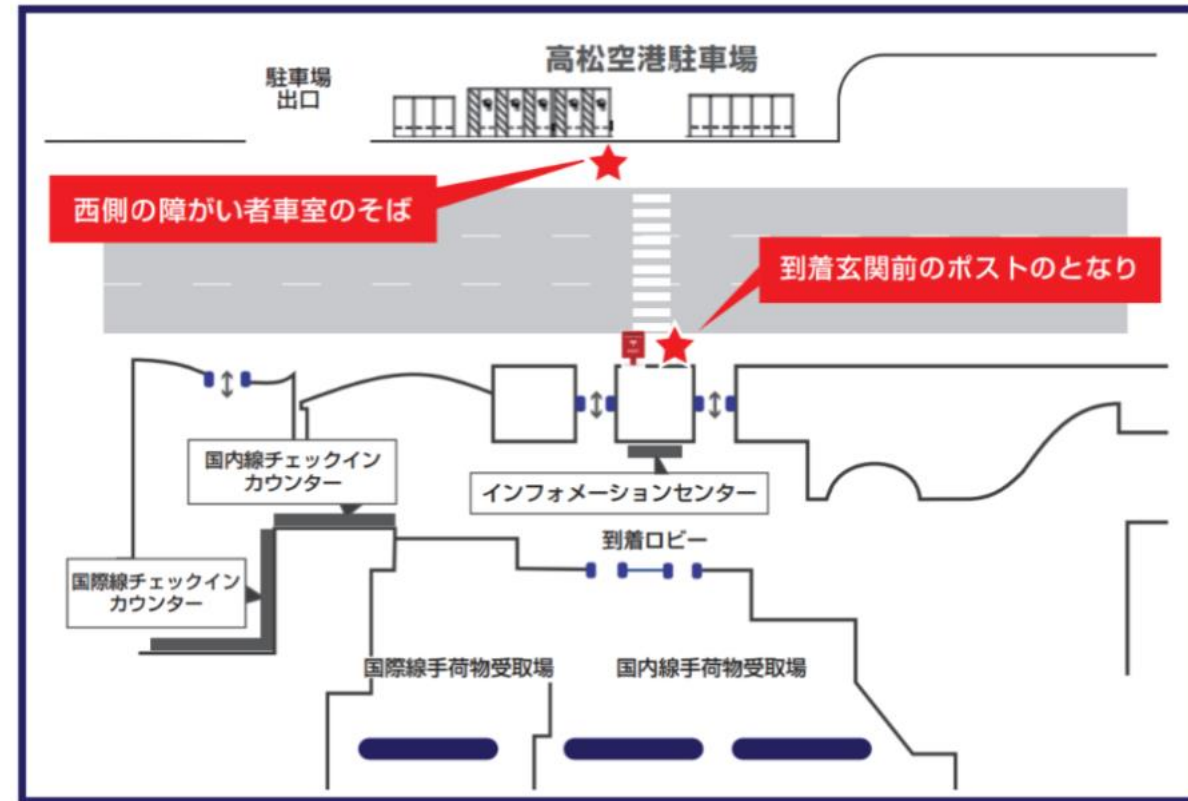 高松空港駐車場
駐車場
出口
西側の障がい者車室のそば
到着玄関前のポストのとなり
国内線チェックイン
カウンター
インフォメーションセンター
到着ロビー
国際線チェックイン
カウンター
国際線手荷物受取場
国内線手荷物受取場